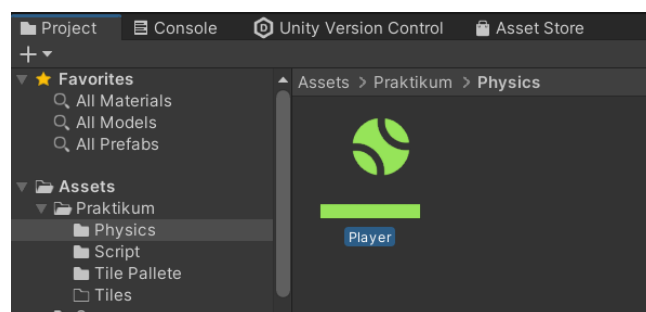 Project Console Unity Version Control Asset Store
Favorites
All Materials
All Models
All Prefabs
Assets
Praktikum
Physics
Script
Tile Pallete
Tiles
Assets > Praktikum > Physics
Player